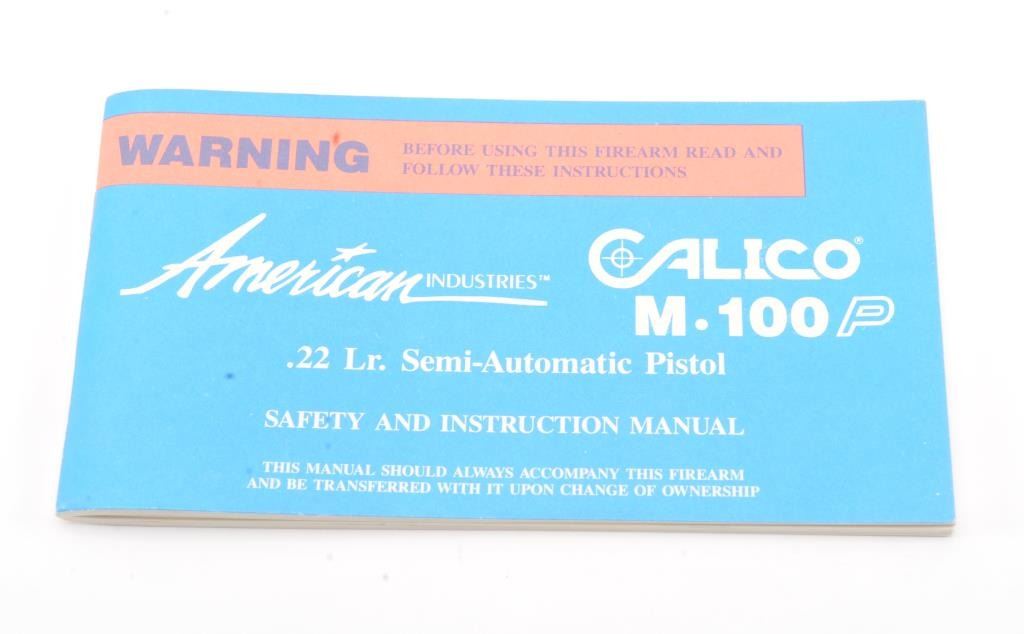 WARNING
BEFORE USING THIS FIREARM READ AND
FOLLOW THESE INSTRUCTIONS
American INDUSTRIES™
CALICO®
M·100 P
.22 Lr. Semi-Automatic Pistol
SAFETY AND INSTRUCTION MANUAL
THIS MANUAL SHOULD ALWAYS ACCOMPANY THIS FIREARM
AND BE TRANSFERRED WITH IT UPON CHANGE OF OWNERSHIP